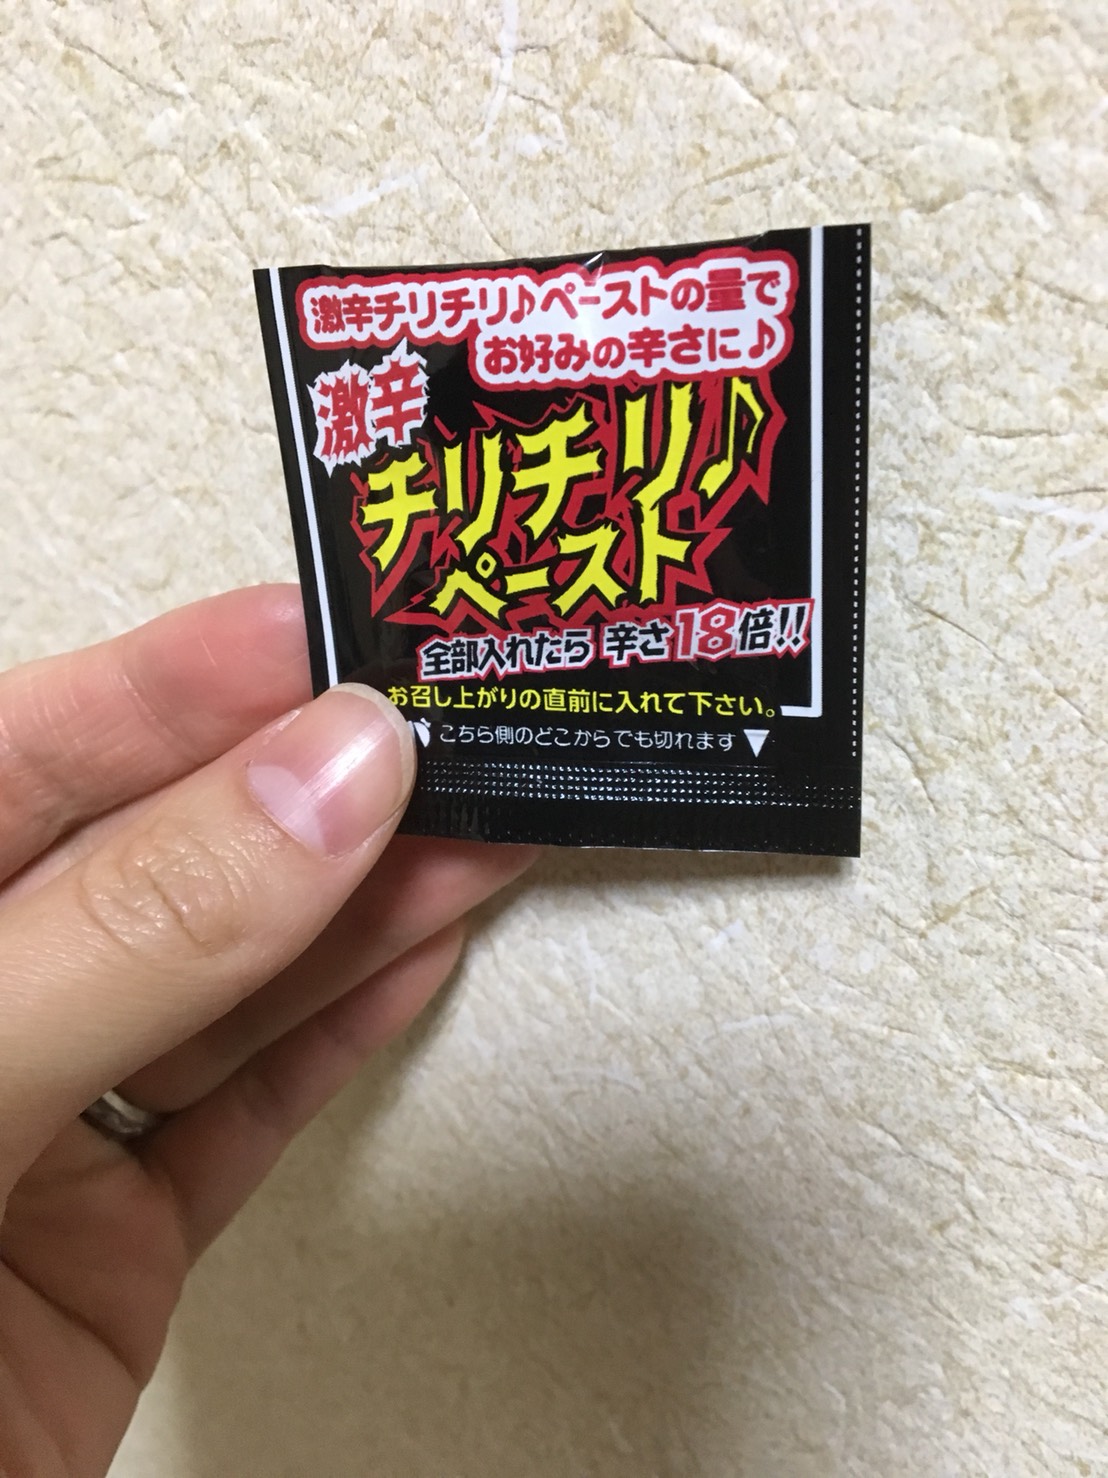 激辛チリチリ♪ペーストの量で
お好みの辛さに♪
激辛
チリチリ♪
ペースト
全部入れたら 辛さ18倍!!
お召し上がりの直前に入れて下さい。
▽ こちら側のどこからでも切れます ▽